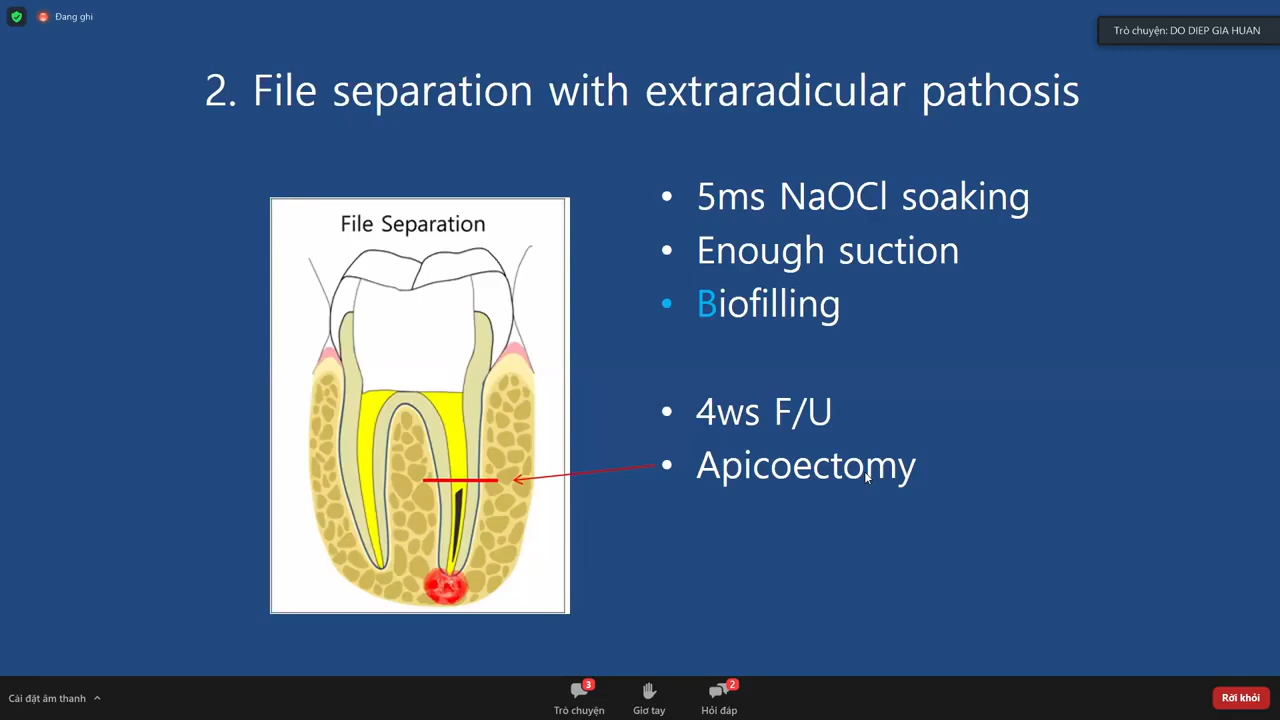 Đang ghi
Trò chuyện: DO DIEP GIA HUAN
2. File separation with extraradicular pathosis
File Separation
• 5ms NaOCl soaking
• Enough suction
• Biofilling
• 4ws F/U
• Apicoectomy
Cài đặt âm thanh
3
Trò chuyện
Giơ tay
2
Hỏi đáp
Rời khỏi